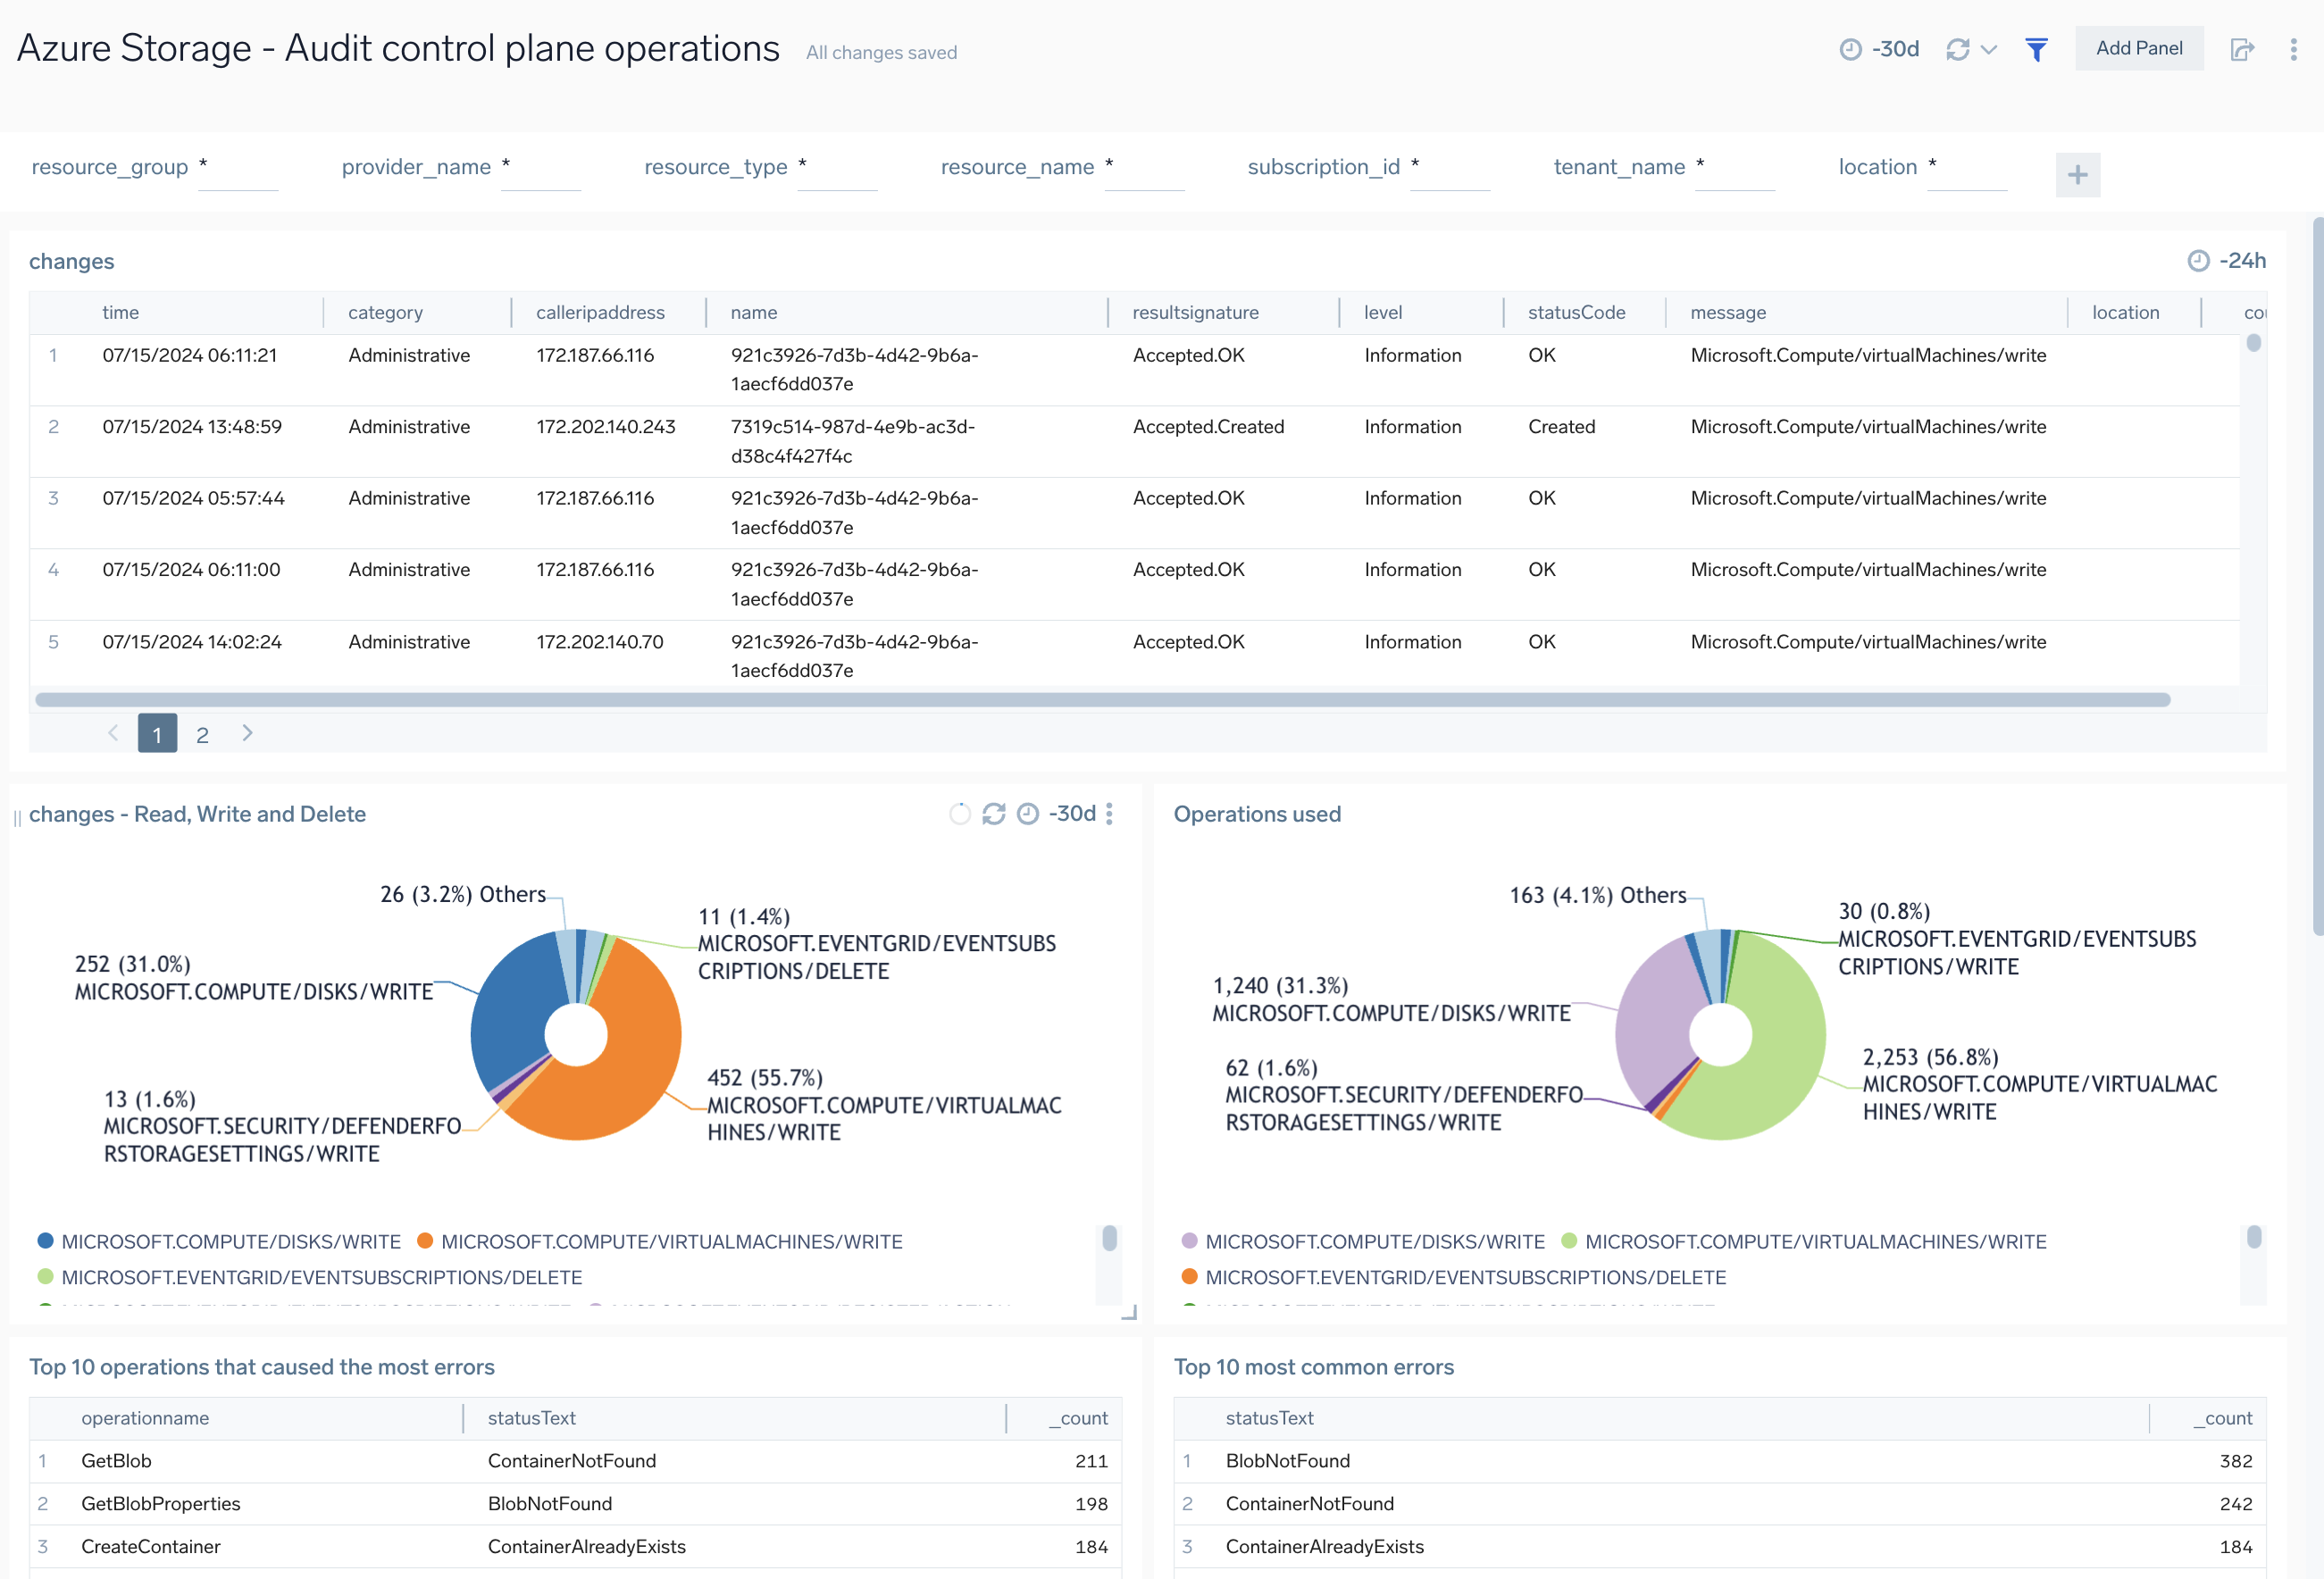 Azure Storage - Audit control plane operations All changes saved -30d Add Panel
resource_group * provider_name * resource_type * resource_name * subscription_id * tenant_name * location *
changes -24h
time category calleripaddress name resultsignature level statusCode message location
1 07/15/2024 06:11:21 Administrative 172.187.66.116 921c3926-7d3b-4d42-9b6a- Accepted.OK Information OK Microsoft.Compute/virtualMachines/write
1aecf6dd037e
2 07/15/2024 13:48:59 Administrative 172.202.140.243 7319c514-987d-4e9b-ac3d- Accepted.Created Information Created Microsoft.Compute/virtualMachines/write
d38c4f427f4c
3 07/15/2024 05:57:44 Administrative 172.187.66.116 921c3926-7d3b-4d42-9b6a- Accepted.OK Information OK Microsoft.Compute/virtualMachines/write
1aecf6dd037e
4 07/15/2024 06:11:00 Administrative 172.187.66.116 921c3926-7d3b-4d42-9b6a- Accepted.OK Information OK Microsoft.Compute/virtualMachines/write
1aecf6dd037e
5 07/15/2024 14:02:24 Administrative 172.202.140.70 921c3926-7d3b-4d42-9b6a- Accepted.OK Information OK Microsoft.Compute/virtualMachines/write
1aecf6dd037e
1 2
changes - Read, Write and Delete -30d
26 (3.2%) Others
11 (1.4%)
MICROSOFT.EVENTGRID/EVENTSUBS
CRIPTIONS/DELETE
252 (31.0%)
MICROSOFT.COMPUTE/DISKS/WRITE
452 (55.7%)
MICROSOFT.COMPUTE/VIRTUALMAC
HINES/WRITE
13 (1.6%)
MICROSOFT.SECURITY/DEFENDERFO
RSTORAGESETTINGS/WRITE
MICROSOFT.COMPUTE/DISKS/WRITE MICROSOFT.COMPUTE/VIRTUALMACHINES/WRITE
MICROSOFT.EVENTGRID/EVENTSUBSCRIPTIONS/DELETE
Operations used
163 (4.1%) Others
30 (0.8%)
MICROSOFT.EVENTGRID/EVENTSUBS
CRIPTIONS/WRITE
1,240 (31.3%)
MICROSOFT.COMPUTE/DISKS/WRITE
2,253 (56.8%)
MICROSOFT.COMPUTE/VIRTUALMAC
HINES/WRITE
62 (1.6%)
MICROSOFT.SECURITY/DEFENDERFO
RSTORAGESETTINGS/WRITE
MICROSOFT.COMPUTE/DISKS/WRITE MICROSOFT.COMPUTE/VIRTUALMACHINES/WRITE
MICROSOFT.EVENTGRID/EVENTSUBSCRIPTIONS/DELETE
Top 10 operations that caused the most errors
operationname statusText _count
1 GetBlob ContainerNotFound 211
2 GetBlobProperties BlobNotFound 198
3 CreateContainer ContainerAlreadyExists 184
Top 10 most common errors
statusText _count
1 BlobNotFound 382
2 ContainerNotFound 242
3 ContainerAlreadyExists 184